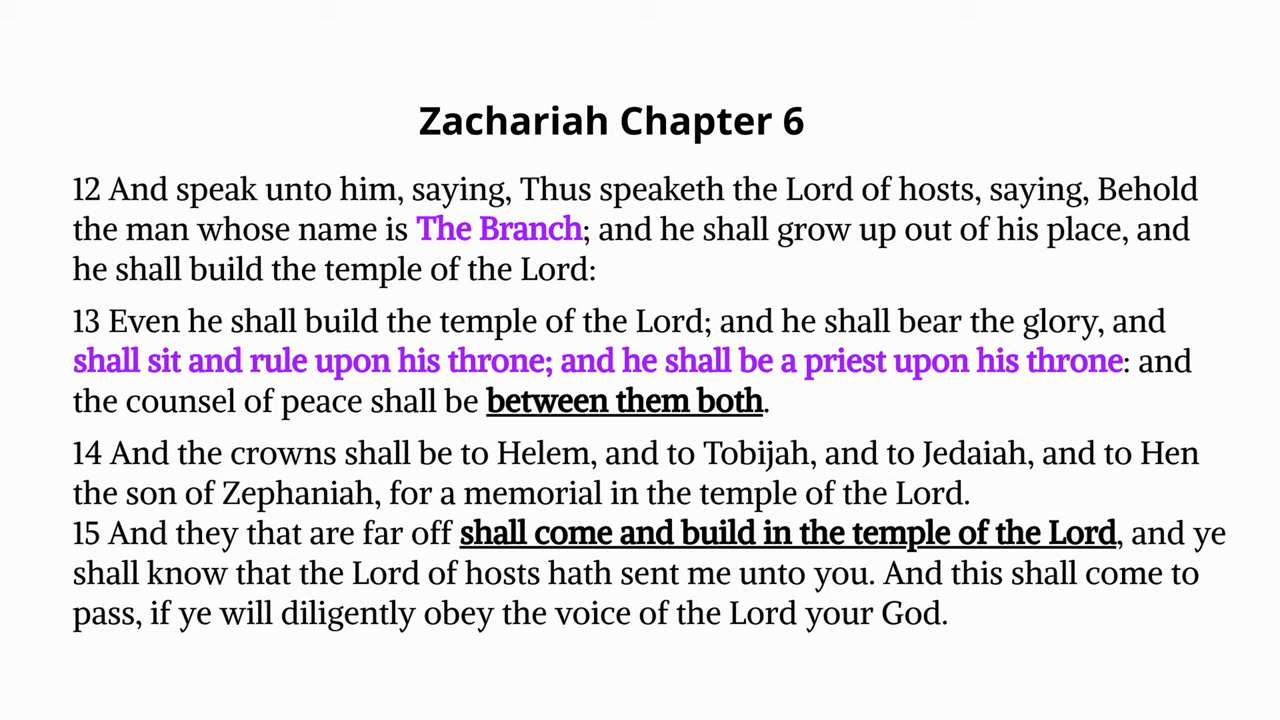 Zachariah Chapter 6
12 And speak unto him, saying, Thus speaketh the Lord of hosts, saying, Behold
the man whose name is The Branch; and he shall grow up out of his place, and
he shall build the temple of the Lord:
13 Even he shall build the temple of the Lord; and he shall bear the glory, and
shall sit and rule upon his throne; and he shall be a priest upon his throne: and
the counsel of peace shall be between them both.
14 And the crowns shall be to Helem, and to Tobijah, and to Jedaiah, and to Hen
the son of Zephaniah, for a memorial in the temple of the Lord.
15 And they that are far off shall come and build in the temple of the Lord, and ye
shall know that the Lord of hosts hath sent me unto you. And this shall come to
pass, if ye will diligently obey the voice of the Lord your God.